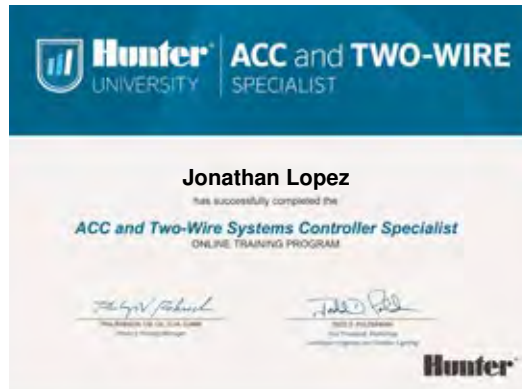 Hunter® ACC and TWO-WIRE
UNIVERSITY SPECIALIST
Jonathan Lopez
has successfully completed the
ACC and Two-Wire Systems Controller Specialist
ONLINE TRAINING PROGRAM
Hunter®